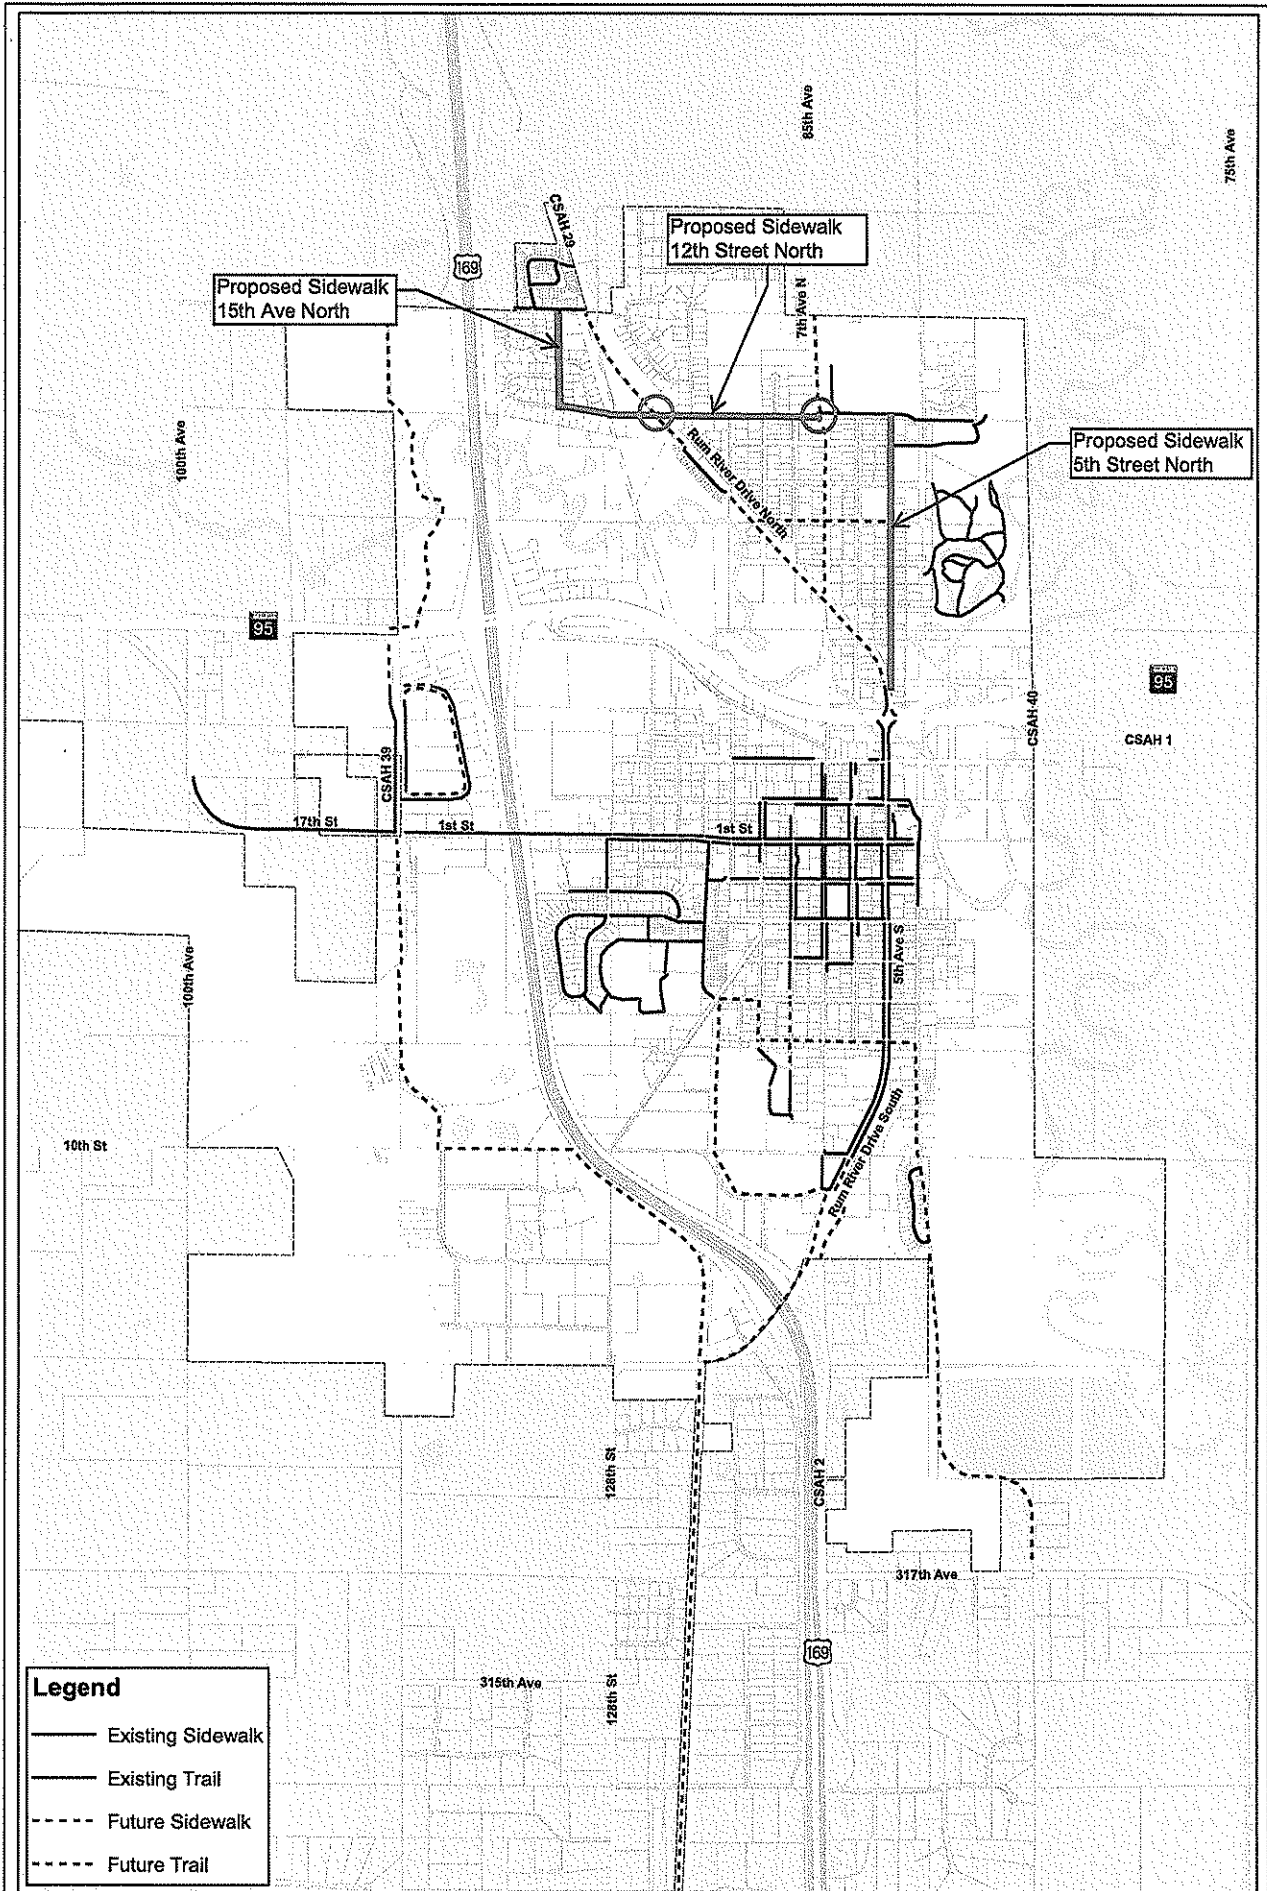 85th Ave
75th Ave
CSAH 29
Proposed Sidewalk
12th Street North
169
Proposed Sidewalk
15th Ave North
7th Ave N
100th Ave
Proposed Sidewalk
5th Street North
Rum River Drive North
95
95
CSAH 40
CSAH 1
CSAH 39
17th St
1st St
1st St
100th Ave
5th Ave S
10th St
Rum River Drive South
128th St
CSAH 2
317th Ave
169
315th Ave
128th St
Legend
Existing Sidewalk
Existing Trail
Future Sidewalk
Future Trail